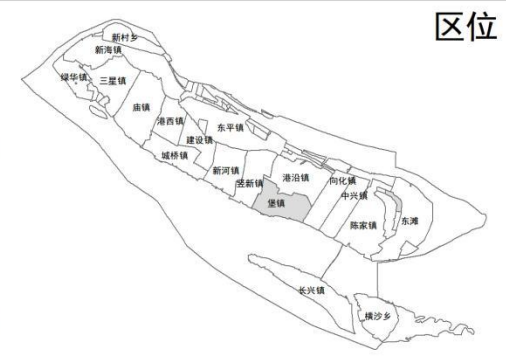 区位
新村乡
新海镇
绿华镇
三星镇
庙镇
港西镇
东平镇
建设镇
城桥镇
新河镇
竖新镇
港沿镇
堡镇
向化镇
中兴镇
陈家镇
东滩
长兴镇
横沙乡